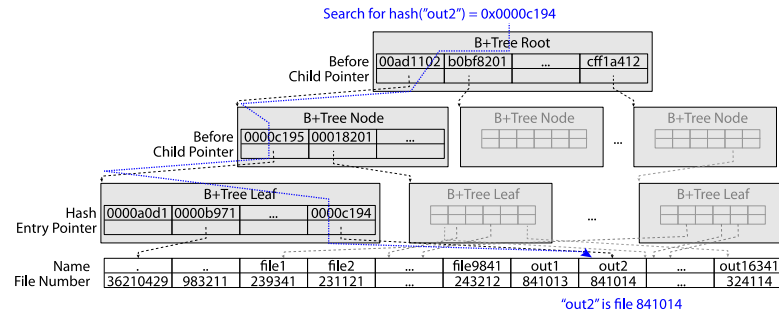 Search for hash("out2") = 0x0000c194
B+Tree Root
Before 00ad1102 b0bf8201 ... cff1a412
Child Pointer
B+Tree Node B+Tree Node B+Tree Node
Before 0000c195 00018201 ... ...
Child Pointer
B+Tree Leaf B+Tree Leaf B+Tree Leaf
Hash 0000a0d1 0000b971 ... 0000c194 ...
Entry Pointer
Name . .. file1 file2 ... file9841 out1 out2 ... out16341
File Number 36210429 983211 239341 231121 ... 243212 841013 841014 ... 324114
"out2" is file 841014